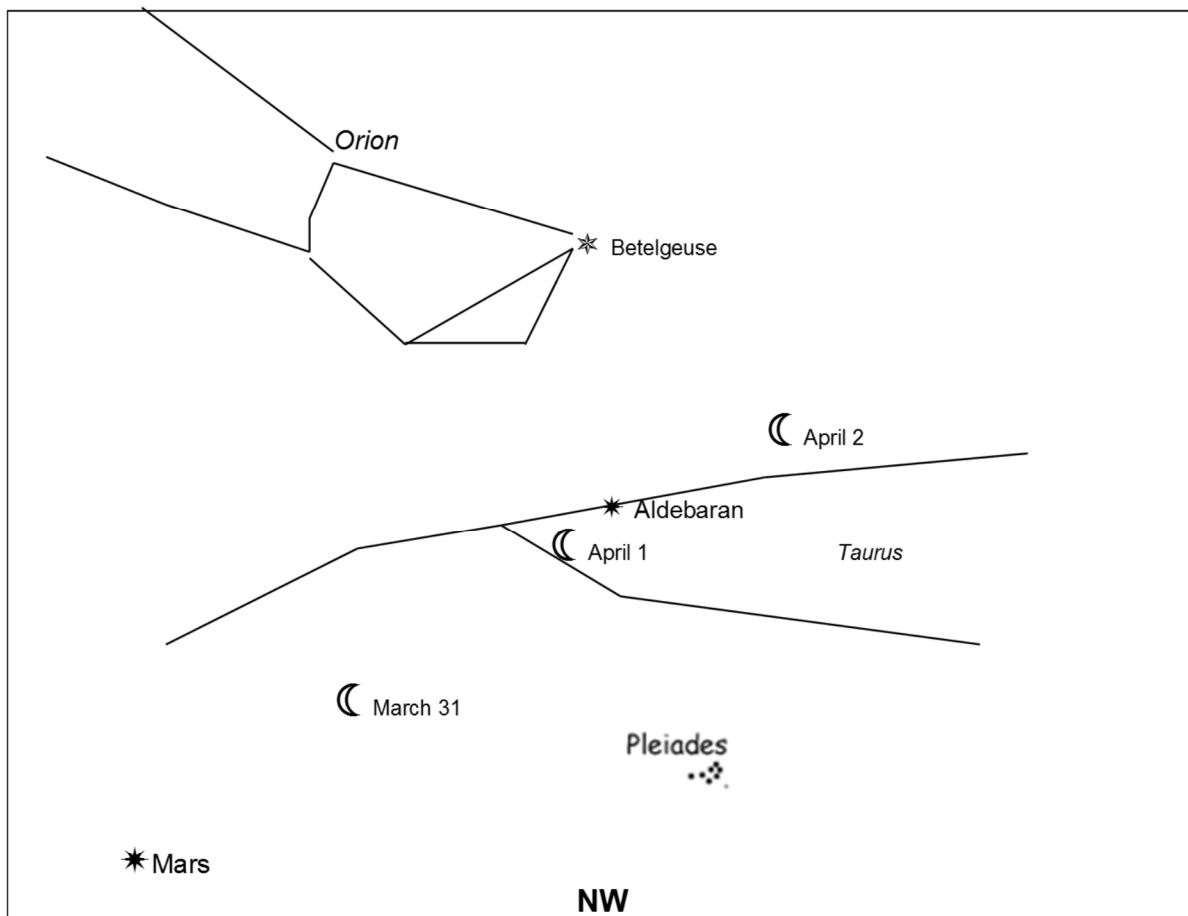 Orion
Betelgeuse
April 2
Aldebaran
April 1
Taurus
March 31
Pleiades
Mars
NW